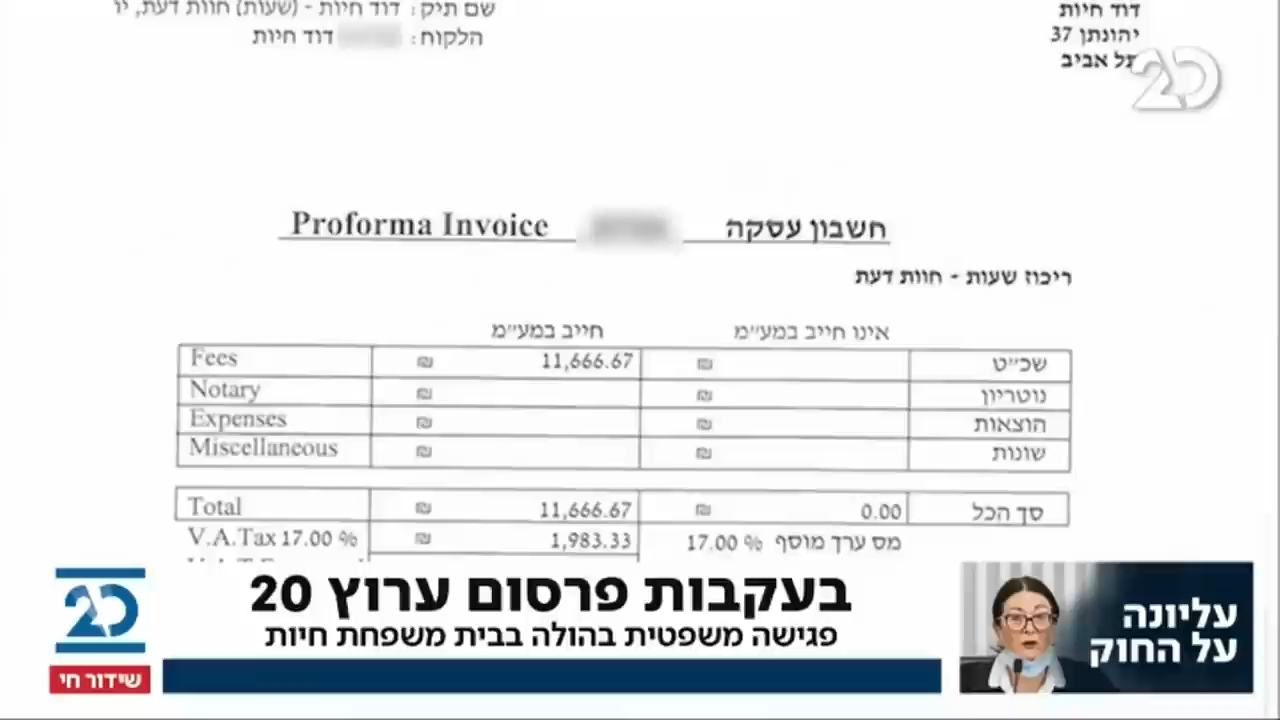 דוד חיות
יהונתן 37
תל אביב
שם תיק: דוד חיות - (שעות) חוות דעת, יו
הלקוח: דוד חיות
20
חשבון עסקה Proforma Invoice
ריכוז שעות - חוות דעת
אינו חייב במע״מ חייב במע״מ
שכ״ט ₪ 11,666.67 ₪ Fees
נוטריון ₪ ₪ Notary
הוצאות ₪ ₪ Expenses
שונות ₪ ₪ Miscellaneous
סך הכל 0.00 ₪ 11,666.67 ₪ Total
מס ערך מוסף 17.00 % 1,983.33 ₪ V.A.Tax 17.00 %
בעקבות פרסום ערוץ 20
פגישה משפטית בהולה בבית משפחת חיות
עליונה
על החוק
20
שידור חי